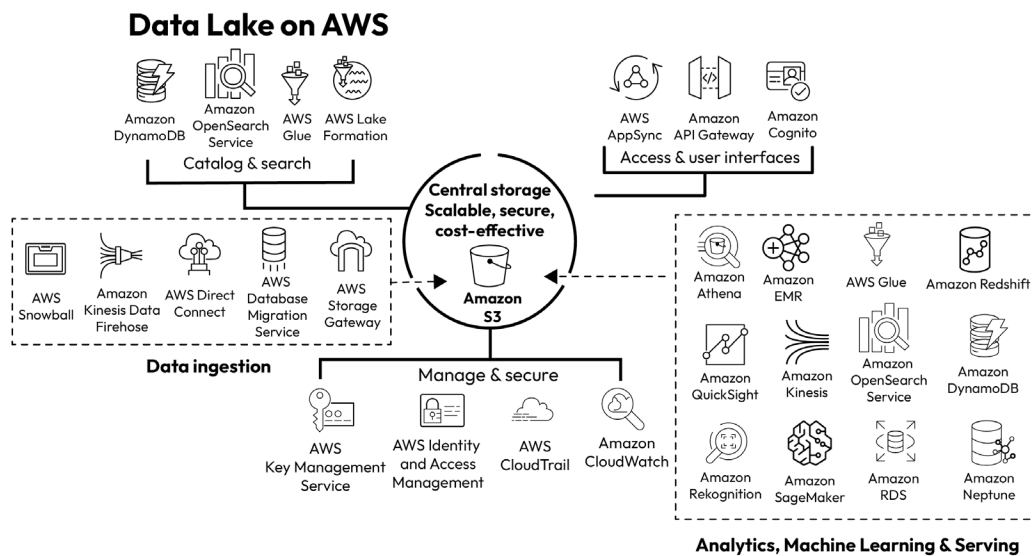 Data Lake on AWS
Amazon
DynamoDB
Amazon
OpenSearch
Service
AWS
Glue
AWS Lake
Formation
Catalog & search
AWS
AppSync
Amazon
API Gateway
Amazon
Cognito
Access & user interfaces
Central storage
Scalable, secure,
cost-effective
Amazon
S3
AWS
Snowball
Amazon
Kinesis Data
Firehose
AWS Direct
Connect
AWS
Database
Migration
Service
AWS
Storage
Gateway
Data ingestion
Manage & secure
AWS
Key Management
Service
AWS Identity
and Access
Management
AWS
CloudTrail
Amazon
CloudWatch
Amazon
Athena
Amazon
EMR
AWS Glue
Amazon Redshift
Amazon
QuickSight
Amazon
Kinesis
Amazon
OpenSearch
Service
Amazon
DynamoDB
Amazon
Rekognition
Amazon
SageMaker
Amazon
RDS
Amazon
Neptune
Analytics, Machine Learning & Serving